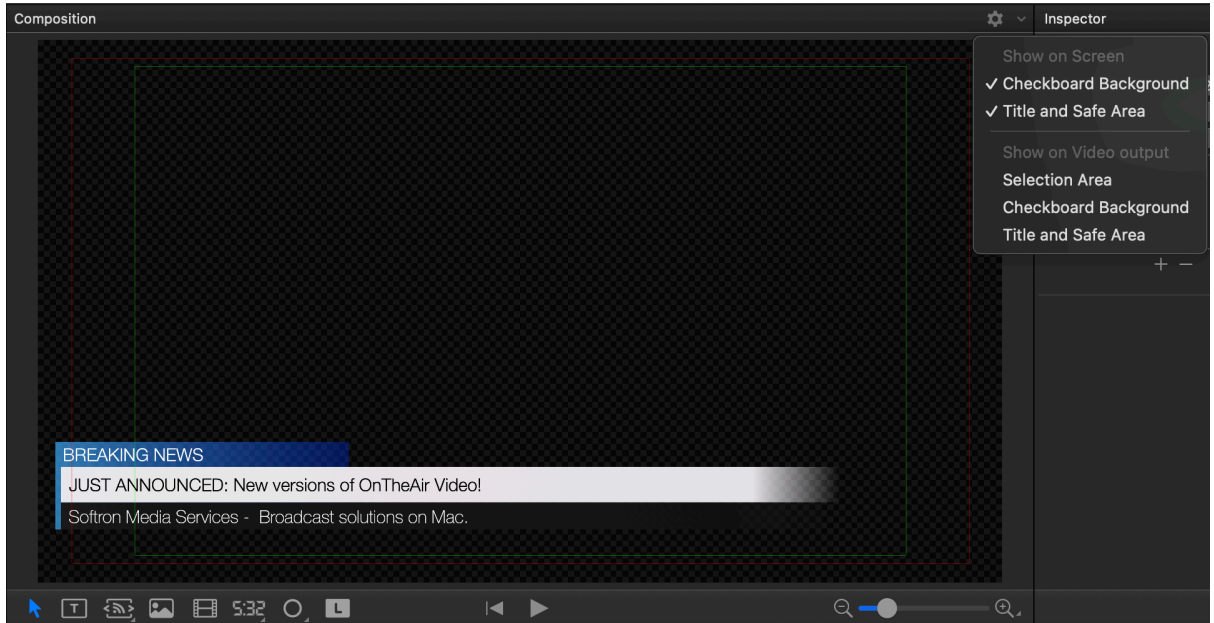 Composition
Inspector
Show on Screen
✓ Checkboard Background
✓ Title and Safe Area
Show on Video output
Selection Area
Checkboard Background
Title and Safe Area
BREAKING NEWS
JUST ANNOUNCED: New versions of OnTheAir Video!
Softron Media Services - Broadcast solutions on Mac.
T
5:32
L